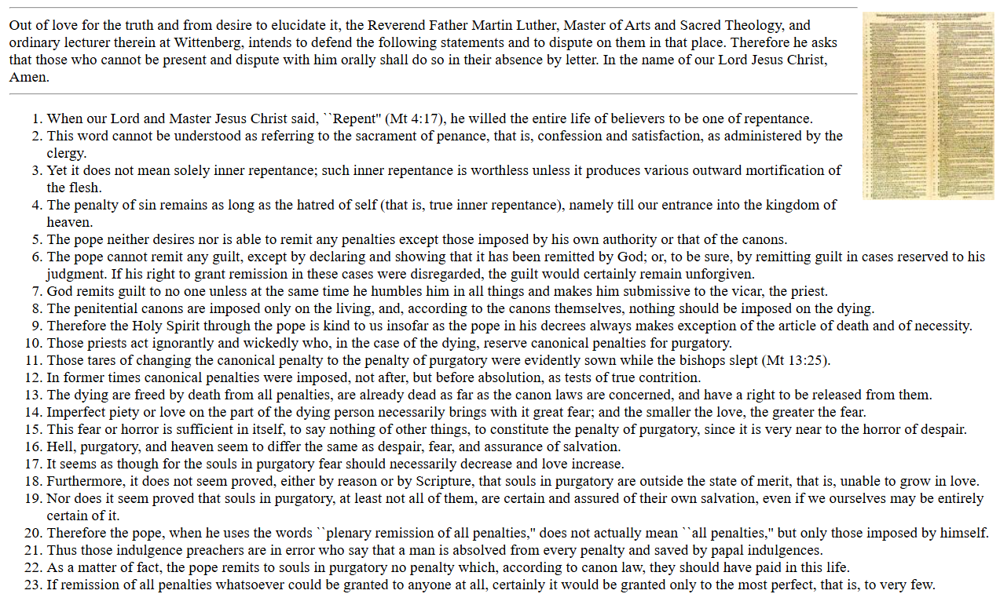 Out of love for the truth and from desire to elucidate it, the Reverend Father Martin Luther, Master of Arts and Sacred Theology, and
ordinary lecturer therein at Wittenberg, intends to defend the following statements and to dispute on them in that place. Therefore he asks
that those who cannot be present and dispute with him orally shall do so in their absence by letter. In the name of our Lord Jesus Christ,
Amen.
1. When our Lord and Master Jesus Christ said, ``Repent'' (Mt 4:17), he willed the entire life of believers to be one of repentance.
2. This word cannot be understood as referring to the sacrament of penance, that is, confession and satisfaction, as administered by the
clergy.
3. Yet it does not mean solely inner repentance; such inner repentance is worthless unless it produces various outward mortification of
the flesh.
4. The penalty of sin remains as long as the hatred of self (that is, true inner repentance), namely till our entrance into the kingdom of
heaven.
5. The pope neither desires nor is able to remit any penalties except those imposed by his own authority or that of the canons.
6. The pope cannot remit any guilt, except by declaring and showing that it has been remitted by God; or, to be sure, by remitting guilt in cases reserved to his
judgment. If his right to grant remission in these cases were disregarded, the guilt would certainly remain unforgiven.
7. God remits guilt to no one unless at the same time he humbles him in all things and makes him submissive to the vicar, the priest.
8. The penitential canons are imposed only on the living, and, according to the canons themselves, nothing should be imposed on the dying.
9. Therefore the Holy Spirit through the pope is kind to us insofar as the pope in his decrees always makes exception of the article of death and of necessity.
10. Those priests act ignorantly and wickedly who, in the case of the dying, reserve canonical penalties for purgatory.
11. Those tares of changing the canonical penalty to the penalty of purgatory were evidently sown while the bishops slept (Mt 13:25).
12. In former times canonical penalties were imposed, not after, but before absolution, as tests of true contrition.
13. The dying are freed by death from all penalties, are already dead as far as the canon laws are concerned, and have a right to be released from them.
14. Imperfect piety or love on the part of the dying person necessarily brings with it great fear; and the smaller the love, the greater the fear.
15. This fear or horror is sufficient in itself, to say nothing of other things, to constitute the penalty of purgatory, since it is very near to the horror of despair.
16. Hell, purgatory, and heaven seem to differ the same as despair, fear, and assurance of salvation.
17. It seems as though for the souls in purgatory fear should necessarily decrease and love increase.
18. Furthermore, it does not seem proved, either by reason or by Scripture, that souls in purgatory are outside the state of merit, that is, unable to grow in love.
19. Nor does it seem proved that souls in purgatory, at least not all of them, are certain and assured of their own salvation, even if we ourselves may be entirely
certain of it.
20. Therefore the pope, when he uses the words ``plenary remission of all penalties,'' does not actually mean ``all penalties,'' but only those imposed by himself.
21. Thus those indulgence preachers are in error who say that a man is absolved from every penalty and saved by papal indulgences.
22. As a matter of fact, the pope remits to souls in purgatory no penalty which, according to canon law, they should have paid in this life.
23. If remission of all penalties whatsoever could be granted to anyone at all, certainly it would be granted only to the most perfect, that is, to very few.